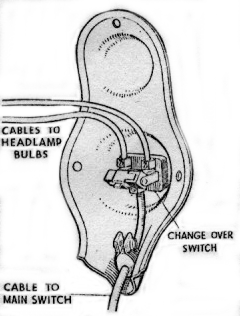 CABLES TO
HEADLAMP
BULBS
CHANGE OVER
SWITCH
CABLE TO
MAIN SWITCH